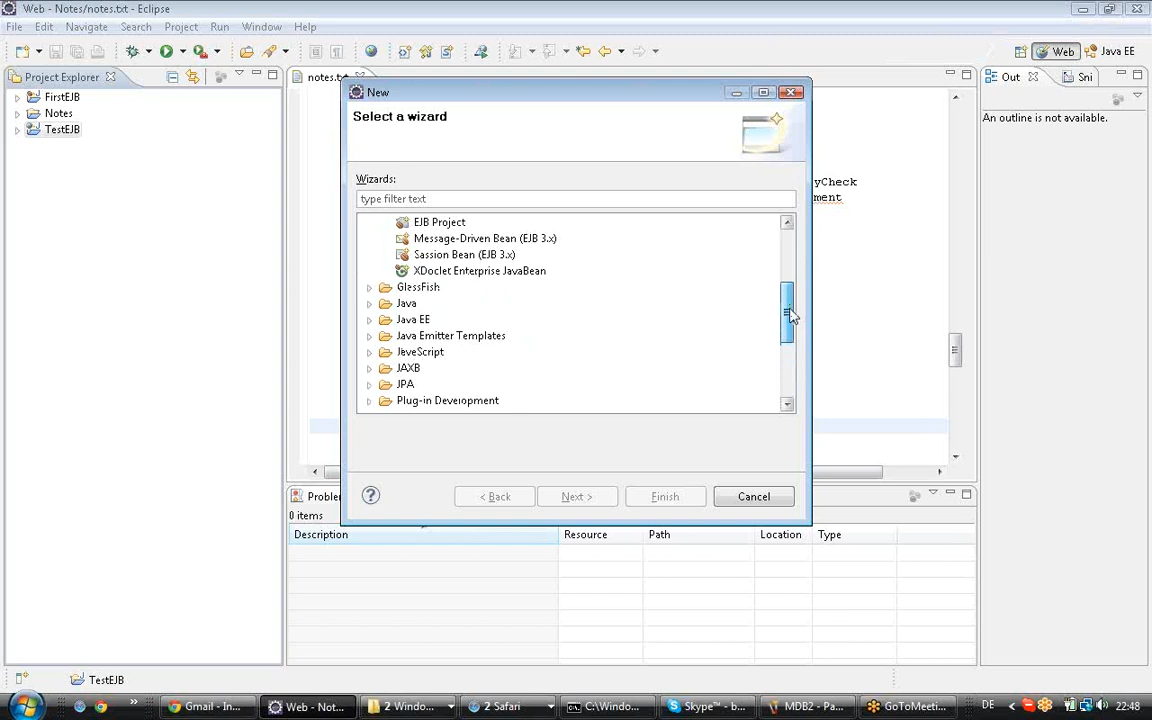 Web - Notes/notes.txt - Eclipse
File Edit Navigate Search Project Run Window Help
Web Java EE
Project Explorer
notes.txt
Out Sni
FirstEJB
Notes
TestEJB
An outline is not available.
New
Select a wizard
Wizards:
type filter text
EJB Project
Message-Driven Bean (EJB 3.x)
Sassion Bean (EJB 3.x)
XDoclet Enterprise JavaBean
GlassFish
Java
Java EE
Java Emitter Templates
JeveScript
JAXB
JPA
Plug-in Development
yCheck
ment
< Back Next > Finish Cancel
Problem
0 items
Description Resource Path Location Type
TestEJB
Gmail - In... Web - Not... 2 Windo... 2 Safari C:\Windo... Skype™ - b... MDB2 - Pa... GoToMeeti... DE 22:48